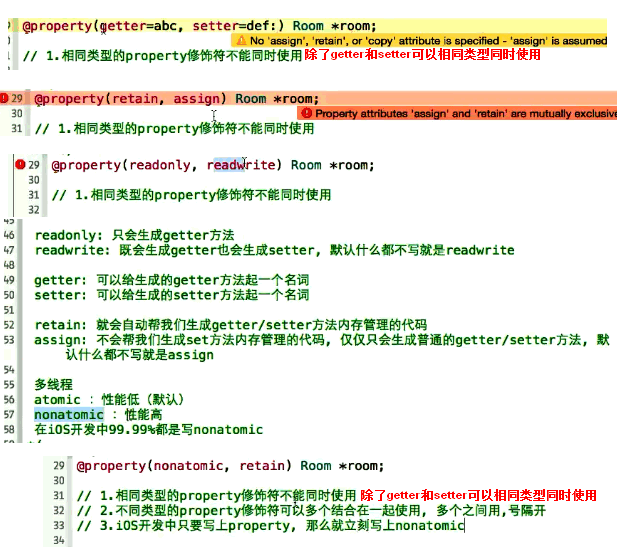 @property(getter=abc, setter=def:) Room *room;
No 'assign', 'retain', or 'copy' attribute is specified - 'assign' is assumed
// 1.相同类型的property修饰符不能同时使用 除了getter和setter可以相同类型同时使用
29 @property(retain, assign) Room *room;
30 Property attributes 'assign' and 'retain' are mutually exclusive
31 // 1.相同类型的property修饰符不能同时使用
29 @property(readonly, readwrite) Room *room;
30
31 // 1.相同类型的property修饰符不能同时使用
32
45
46 readonly: 只会生成getter方法
47 readwrite: 既会生成getter也会生成setter, 默认什么都不写就是readwrite
48
49 getter: 可以给生成的getter方法起一个名词
50 setter: 可以给生成的setter方法起一个名词
51
52 retain: 就会自动帮我们生成getter/setter方法内存管理的代码
53 assign: 不会帮我们生成set方法内存管理的代码, 仅仅只会生成普通的getter/setter方法, 默
认什么都不写就是assign
54
55 多线程
56 atomic : 性能低（默认）
57 nonatomic : 性能高
58 在iOS开发中99.99%都是写nonatomic
59 */
29 @property(nonatomic, retain) Room *room;
30
31 // 1.相同类型的property修饰符不能同时使用 除了getter和setter可以相同类型同时使用
32 // 2.不同类型的property修饰符可以多个结合在一起使用, 多个之间用,号隔开
33 // 3.iOS开发中只要写上property, 那么就立刻写上nonatomic
34